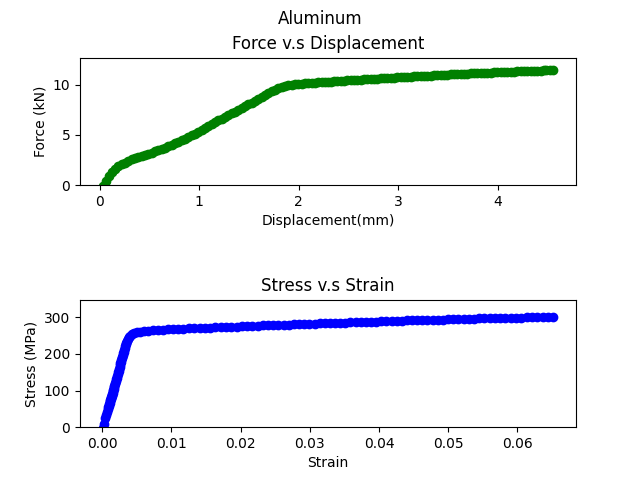 Aluminum
Force v.s Displacement
Force (kN)
10
5
0
0 1 2 3 4
Displacement(mm)
Stress v.s Strain
Stress (MPa)
300
200
100
0
0.00 0.01 0.02 0.03 0.04 0.05 0.06
Strain